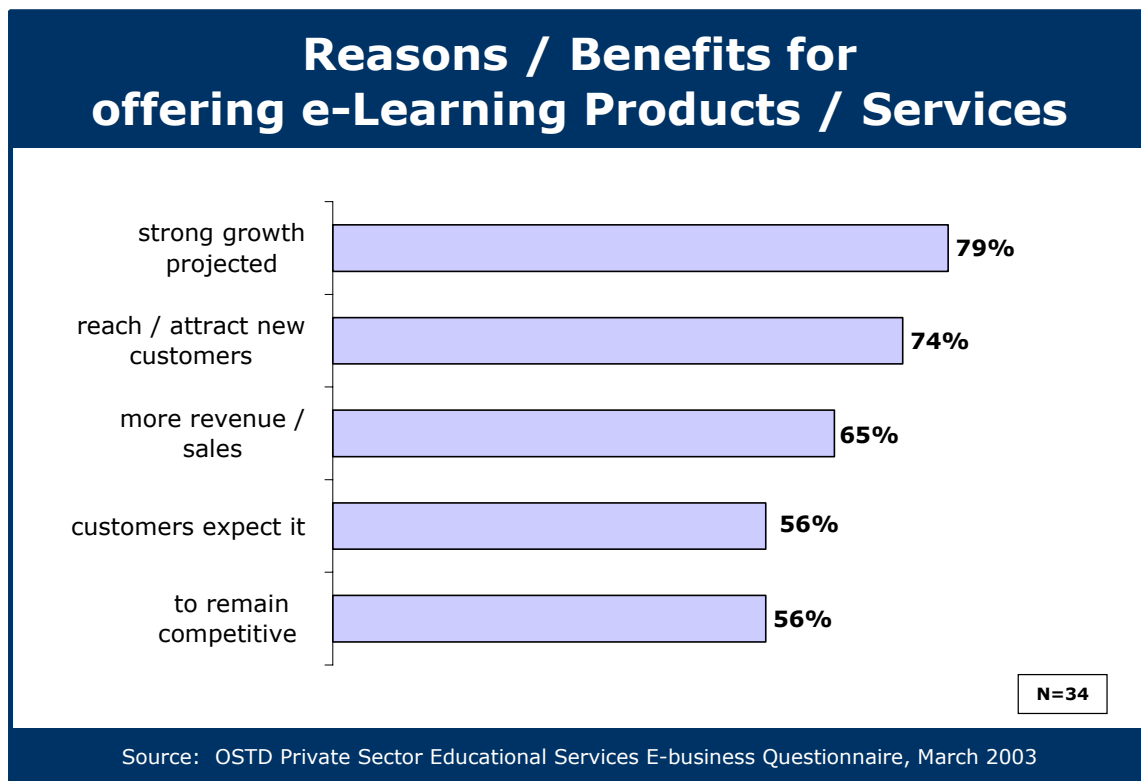 Reasons / Benefits for
offering e-Learning Products / Services
strong growth
projected
79%
reach / attract new
customers
74%
more revenue /
sales
65%
customers expect it
56%
to remain
competitive
56%
N=34
Source:  OSTD Private Sector Educational Services E-business Questionnaire, March 2003